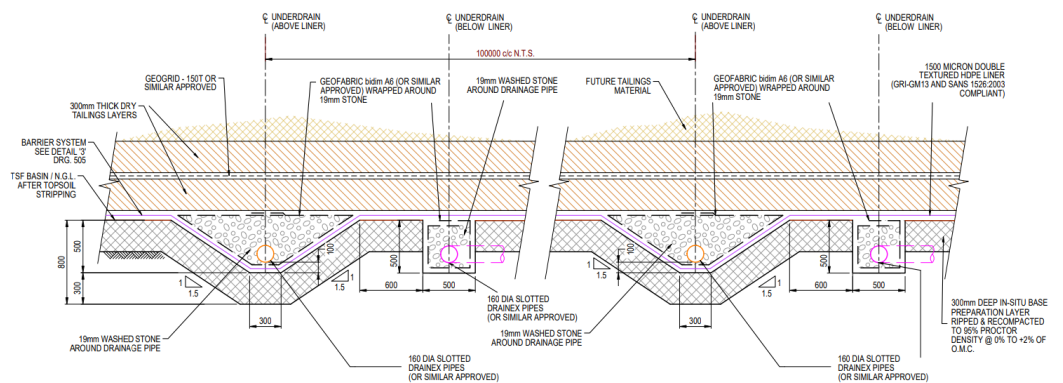 ℄ UNDERDRAIN
(ABOVE LINER)
℄ UNDERDRAIN
(BELOW LINER)
℄ UNDERDRAIN
(ABOVE LINER)
℄ UNDERDRAIN
(BELOW LINER)
100000 c/c N.T.S.
GEOGRID - 150T OR
SIMILAR APPROVED
GEOFABRIC bidim A6 (OR SIMILAR
APPROVED) WRAPPED AROUND
19mm STONE
19mm WASHED STONE
AROUND DRAINAGE PIPE
FUTURE TAILINGS
MATERIAL
GEOFABRIC bidim A6 (OR SIMILAR
APPROVED) WRAPPED AROUND
19mm STONE
1500 MICRON DOUBLE
TEXTURED HDPE LINER
(GRI-GM13 AND SANS 1526:2003
COMPLIANT)
300mm THICK DRY
TAILINGS LAYERS
BARRIER SYSTEM
SEE DETAIL '3'
DRG. 505
TSF BASIN / N.G.L.
AFTER TOPSOIL
STRIPPING
800
500
300
100
1
1.5
1
1.5
300
600
500
500
100
1
1.5
1
1.5
300
600
500
500
19mm WASHED STONE
AROUND DRAINAGE PIPE
160 DIA SLOTTED
DRAINEX PIPES
(OR SIMILAR APPROVED)
160 DIA SLOTTED
DRAINEX PIPES
(OR SIMILAR APPROVED)
19mm WASHED STONE
AROUND DRAINAGE PIPE
160 DIA SLOTTED
DRAINEX PIPES
(OR SIMILAR APPROVED)
300mm DEEP IN-SITU BASE
PREPARATION LAYER
RIPPED & RECOMPACTED
TO 95% PROCTOR
DENSITY @ 0% TO +2% OF
O.M.C.